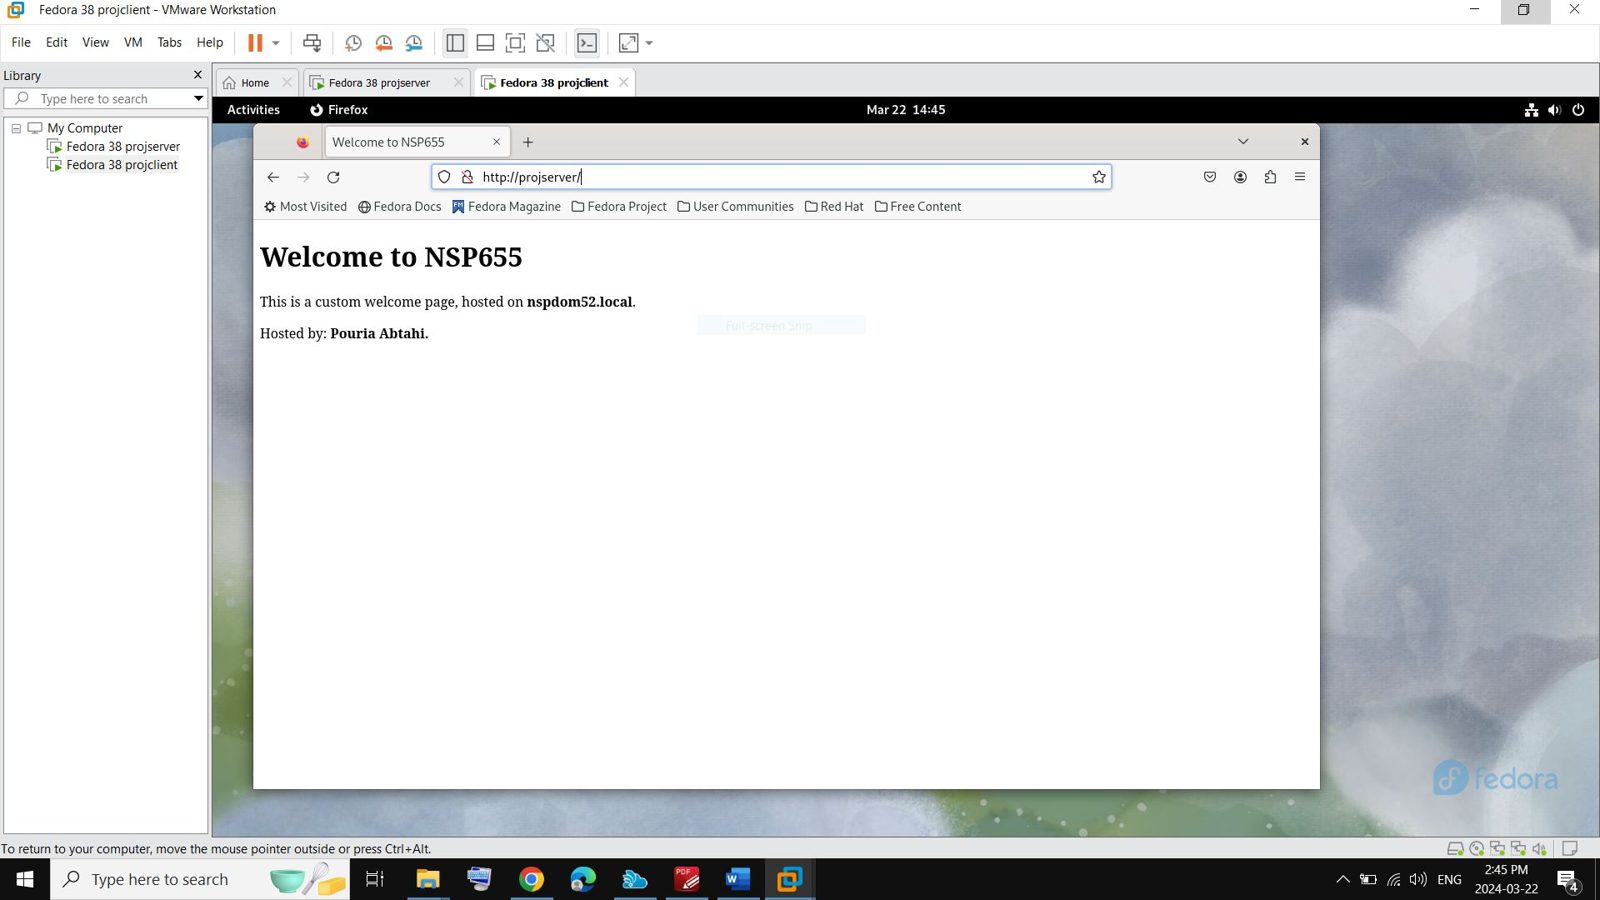 Fedora 38 projclient - VMware Workstation
File Edit View VM Tabs Help
Library
Type here to search
My Computer
Fedora 38 projserver
Fedora 38 projclient
Home
Fedora 38 projserver
Fedora 38 projclient
Activities
Firefox
Mar 22 14:45
Welcome to NSP655
http://projserver/
Most Visited Fedora Docs Fedora Magazine Fedora Project User Communities Red Hat Free Content
Welcome to NSP655
This is a custom welcome page, hosted on nspdom52.local.
Full-screen Snip
Hosted by: Pouria Abtahi.
fedora
To return to your computer, move the mouse pointer outside or press Ctrl+Alt.
Type here to search
PDF
ENG
2:45 PM
2024-03-22
4